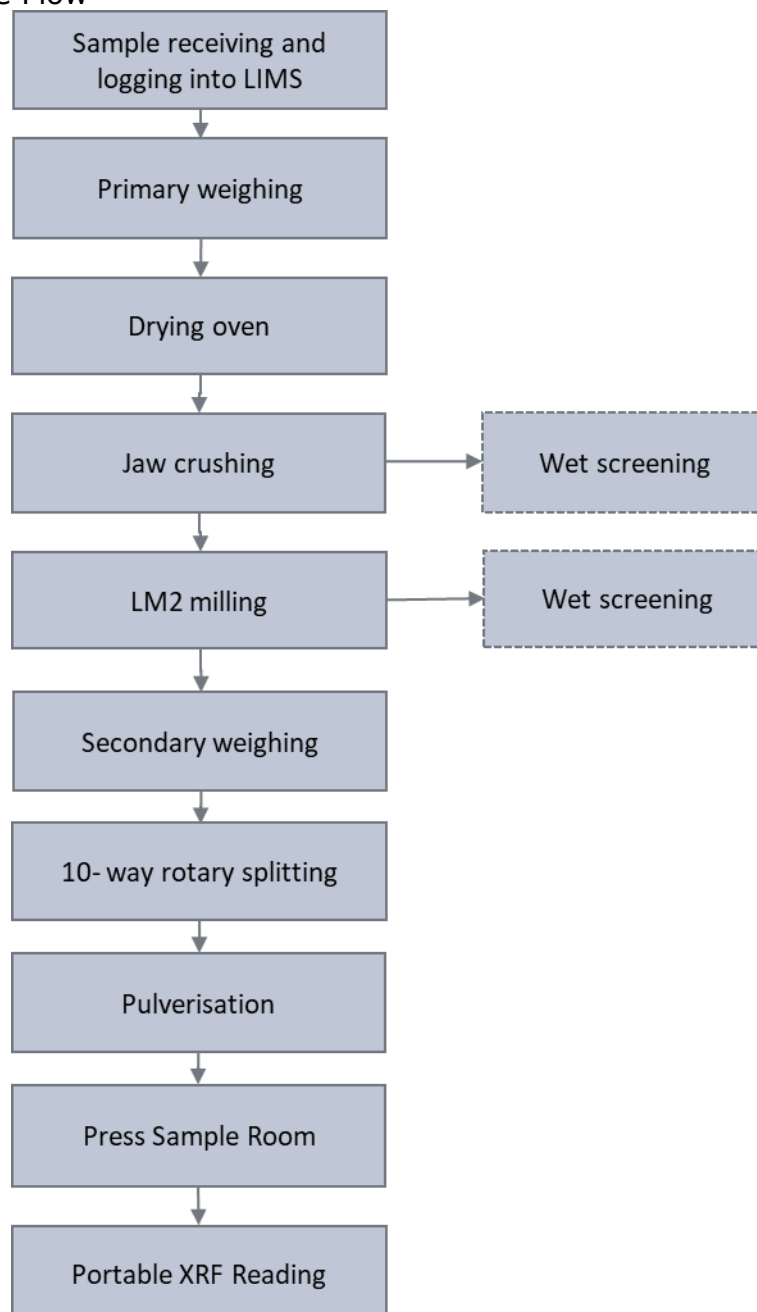 Flow
Sample receiving and
logging into LIMS
Primary weighing
Drying oven
Jaw crushing
Wet screening
LM2 milling
Wet screening
Secondary weighing
10- way rotary splitting
Pulverisation
Press Sample Room
Portable XRF Reading